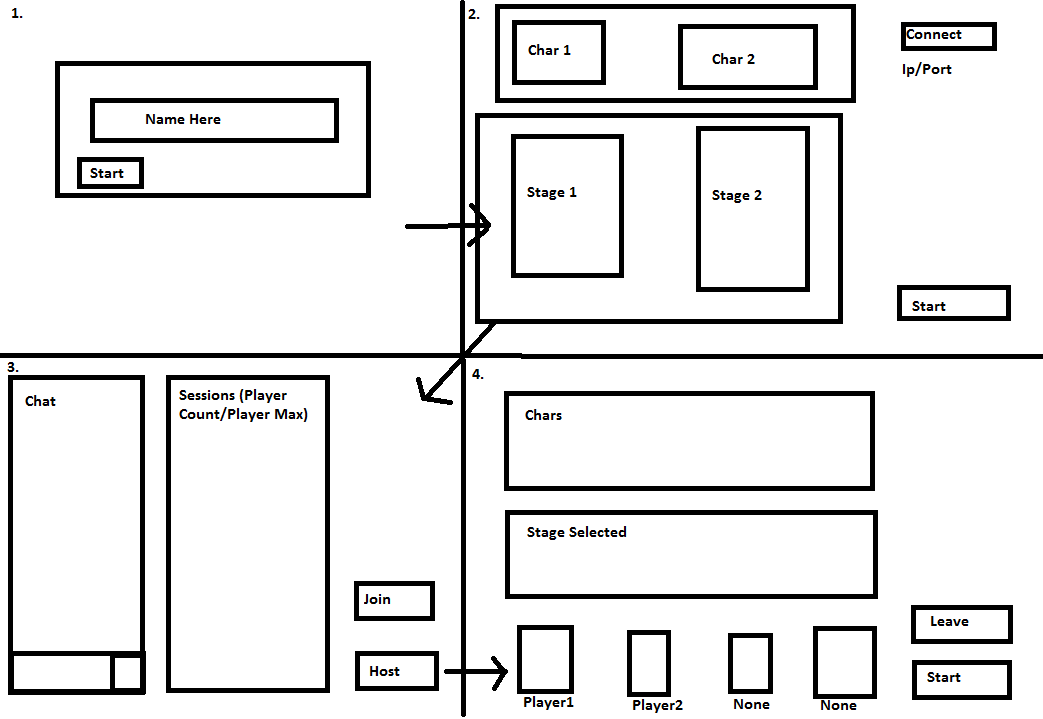 1.
Name Here
Start
2.
Char 1
Char 2
Connect
Ip/Port
Stage 1
Stage 2
Start
3.
Chat
Sessions (Player
Count/Player Max)
Join
Host
4.
Chars
Stage Selected
Leave
Start
Player1
Player2
None
None